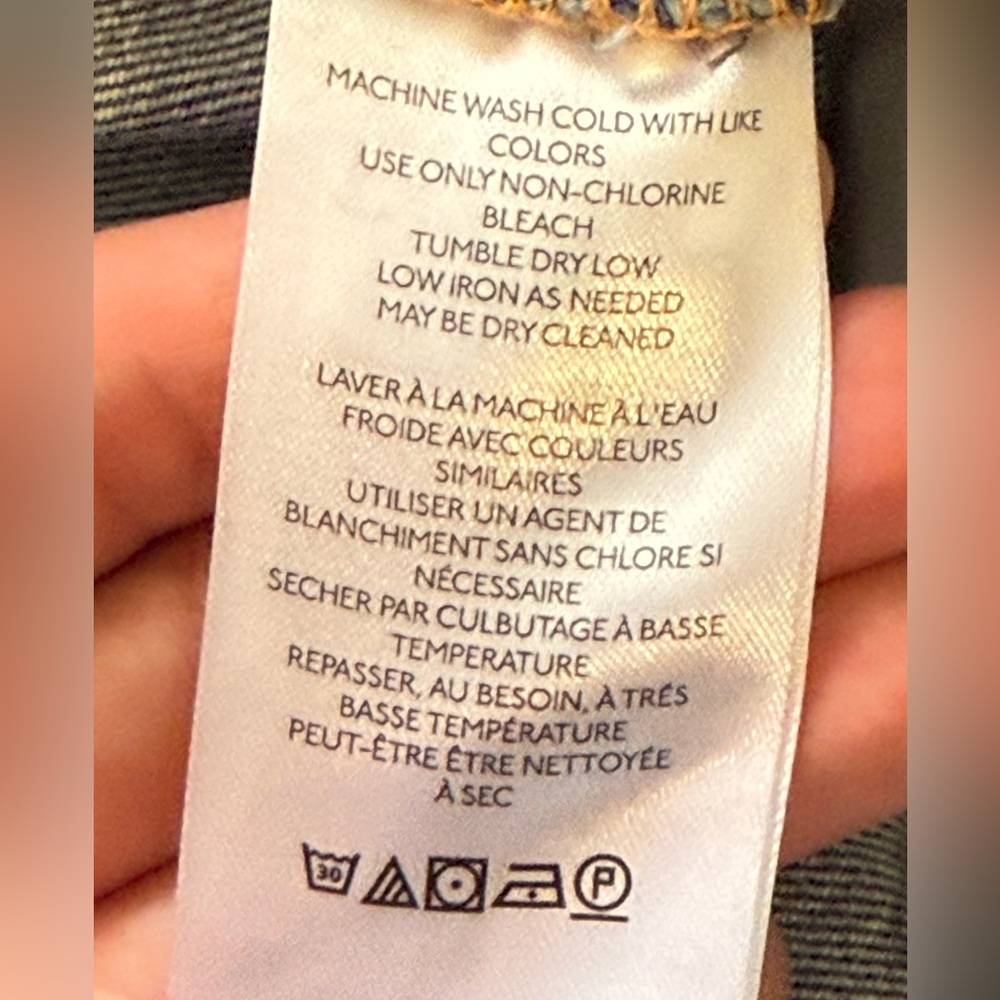 MACHINE WASH COLD WITH LIKE
COLORS
USE ONLY NON-CHLORINE
BLEACH
TUMBLE DRY LOW
LOW IRON AS NEEDED
MAY BE DRY CLEANED
LAVER À LA MACHINE À L'EAU
FROIDE AVEC COULEURS
SIMILAIRES
UTILISER UN AGENT DE
BLANCHIMENT SANS CHLORE SI
NÉCESSAIRE
SECHER PAR CULBUTAGE À BASSE
TEMPERATURE
REPASSER, AU BESOIN, À TRÉS
BASSE TEMPÉRATURE
PEUT-ÊTRE ÊTRE NETTOYÉE
À SEC
30 P